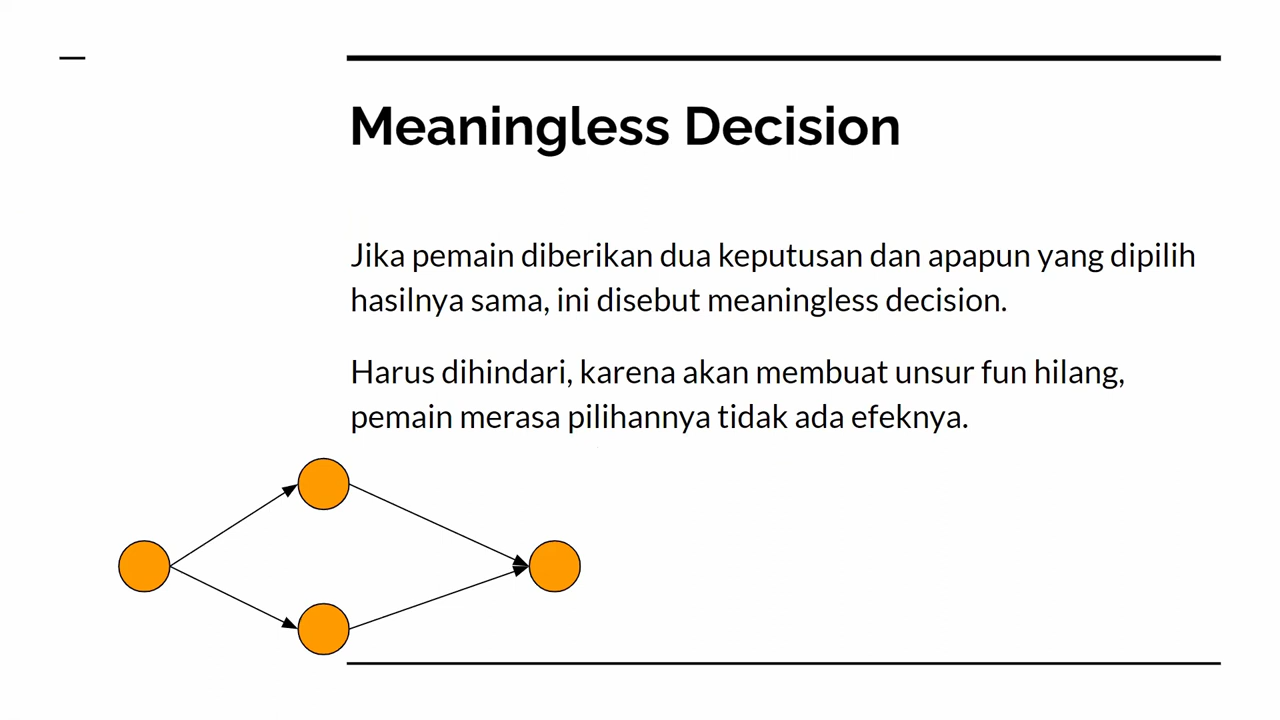 Meaningless Decision
Jika pemain diberikan dua keputusan dan apapun yang dipilih
hasilnya sama, ini disebut meaningless decision.
Harus dihindari, karena akan membuat unsur fun hilang,
pemain merasa pilihannya tidak ada efeknya.